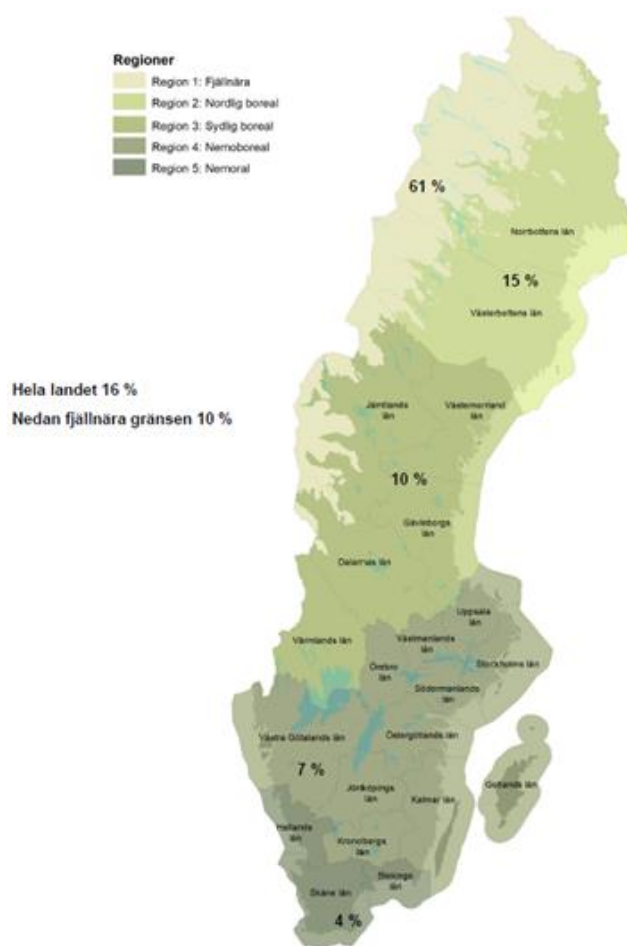 Regioner
Region 1: Fjällnära
Region 2: Nordlig boreal
Region 3: Sydlig boreal
Region 4: Nemoboreal
Region 5: Nemoral
61 %
Norrbottens län
15 %
Västerbottens län
Hela landet 16 %
Nedan fjällnära gränsen 10 %
Jämtlands
län
Västernorrland
län
10 %
Gävleborgs
län
Dalarnas län
Uppsala
län
Värmlands län
Västmanlands
län
Örebro
län
Stockholms län
Södermanlands
län
Västra Götalands län
Östergötlands län
7 %
Jönköpings
län
Kalmar län
Gotlands län
Hallands
län
Kronobergs
län
Blekinge
län
Skåne län
4 %